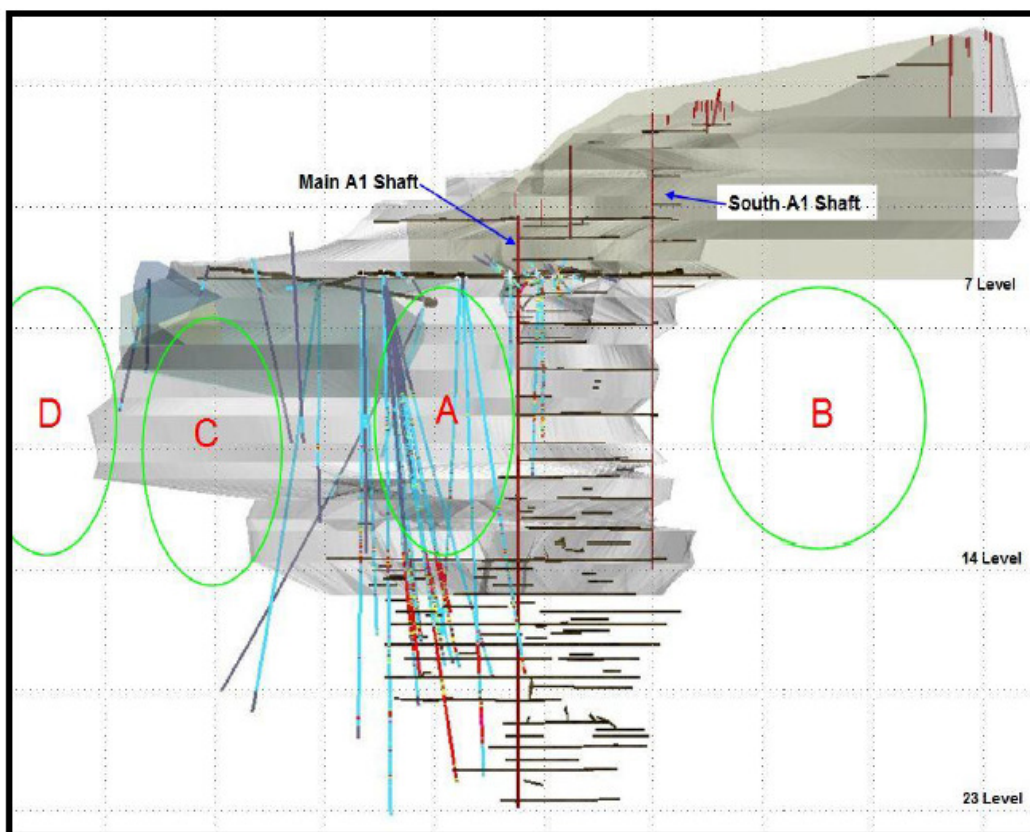 Main A1 Shaft
South A1 Shaft
7 Level
D
C
A
B
14 Level
23 Level